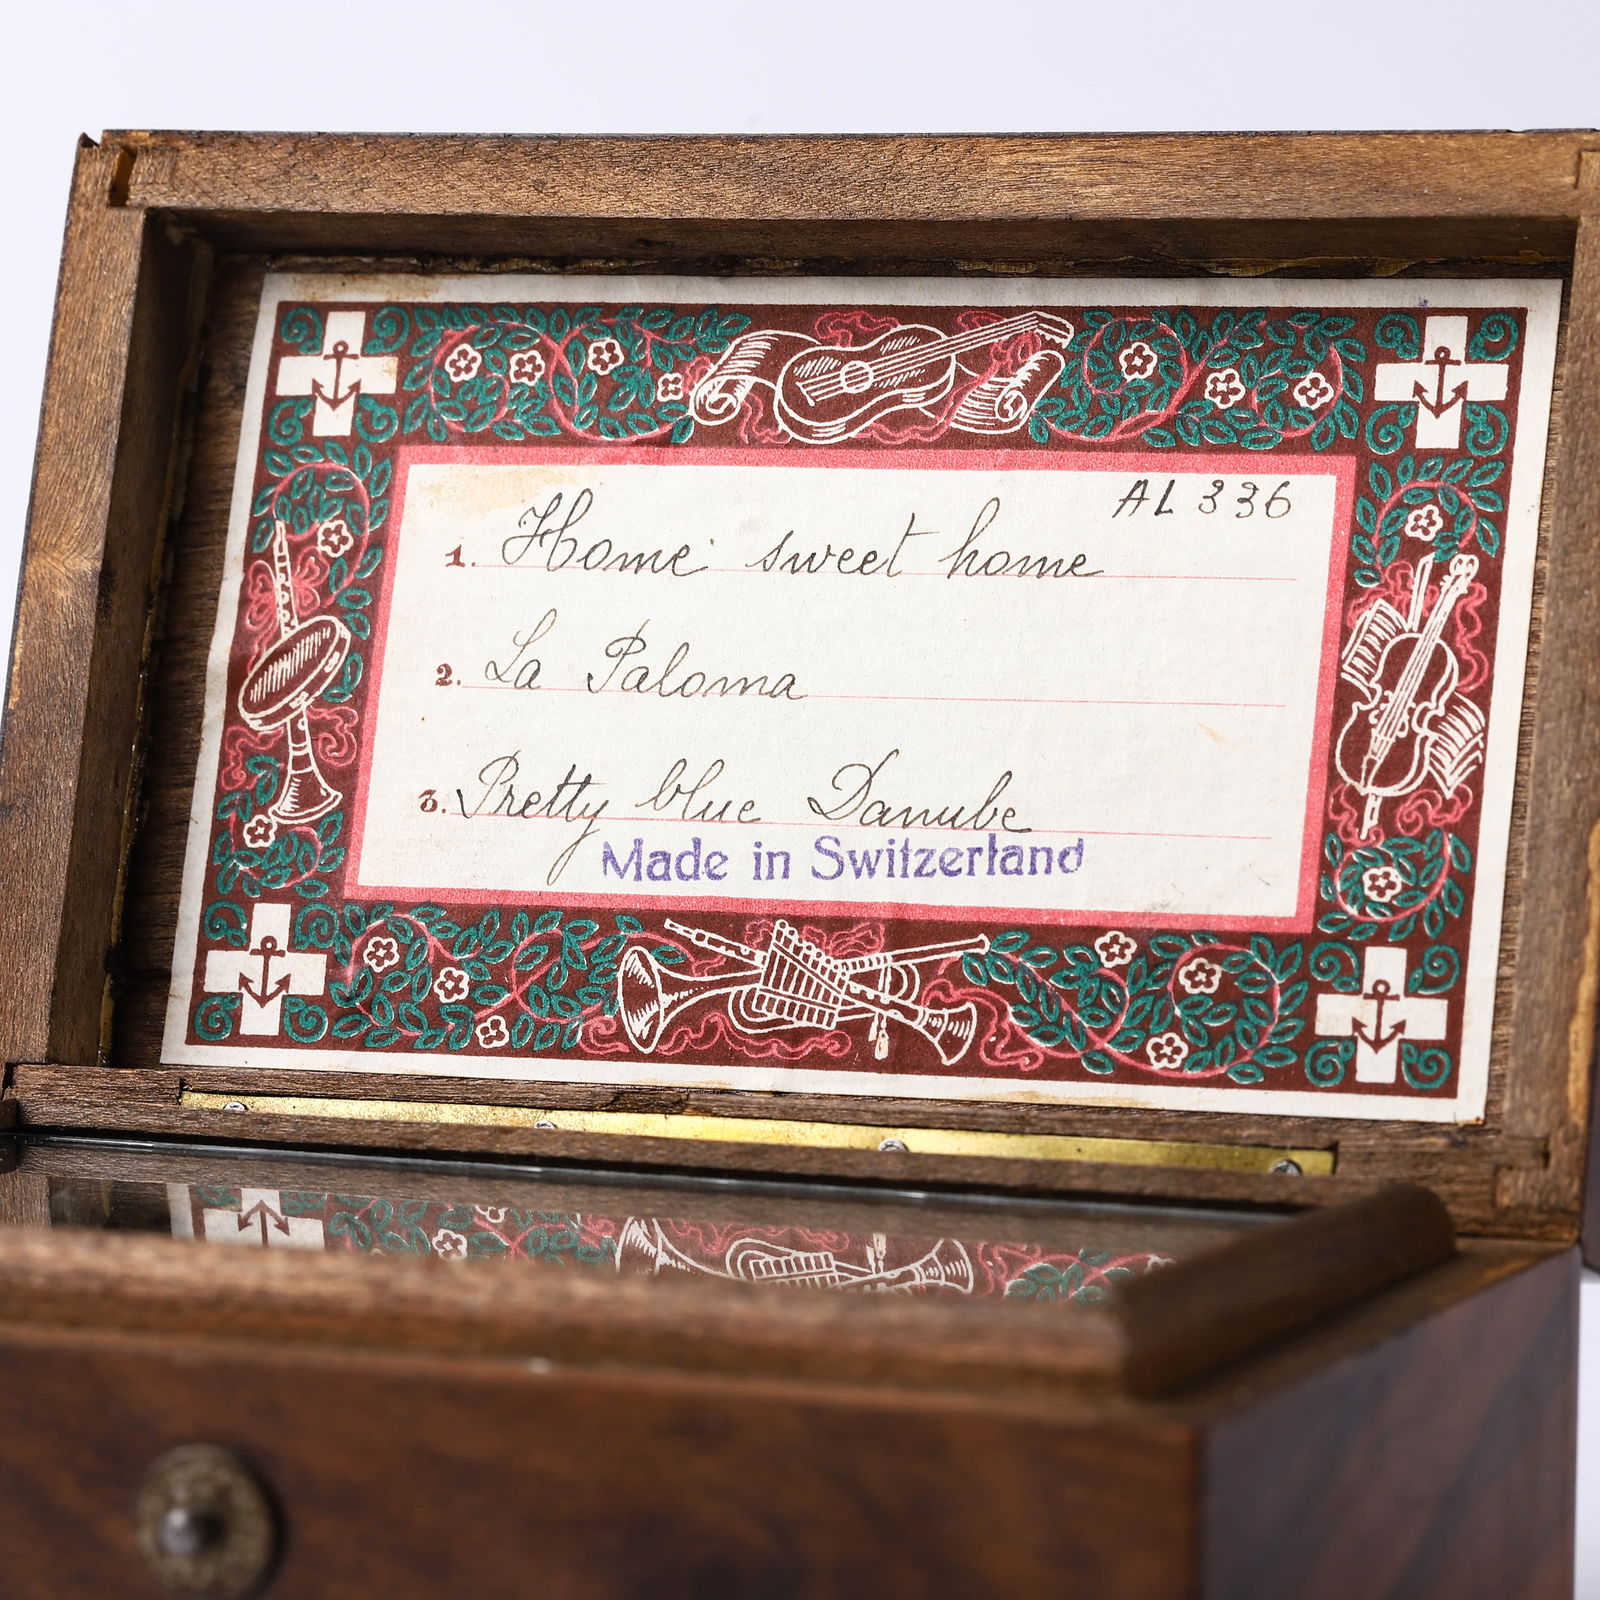 AL 336
1. Home sweet home
2. La Paloma
3. Pretty blue Danube
Made in Switzerland